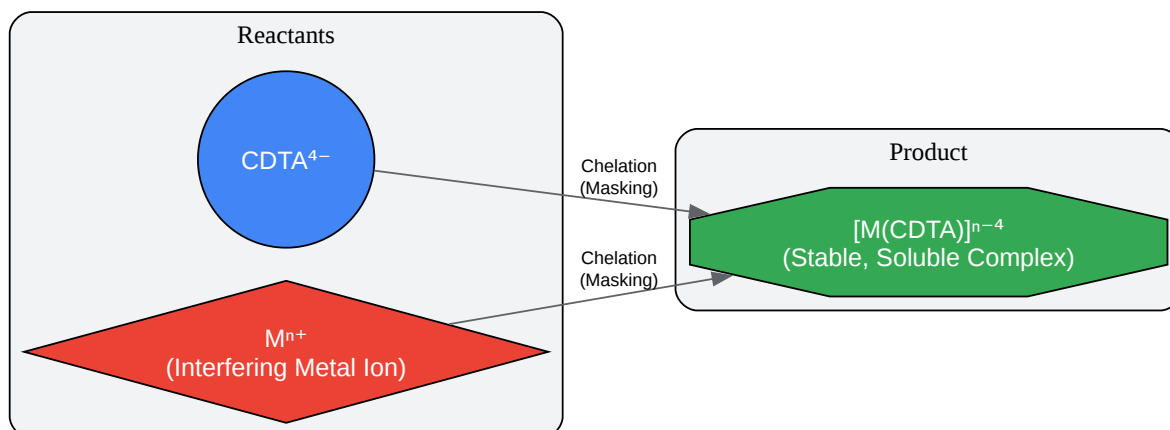 Reactants
CDTA⁴⁻
Mⁿ⁺
(Interfering Metal Ion)
Chelation
(Masking)
Chelation
(Masking)
Product
[M(CDTA)]ⁿ⁻⁴
(Stable, Soluble Complex)